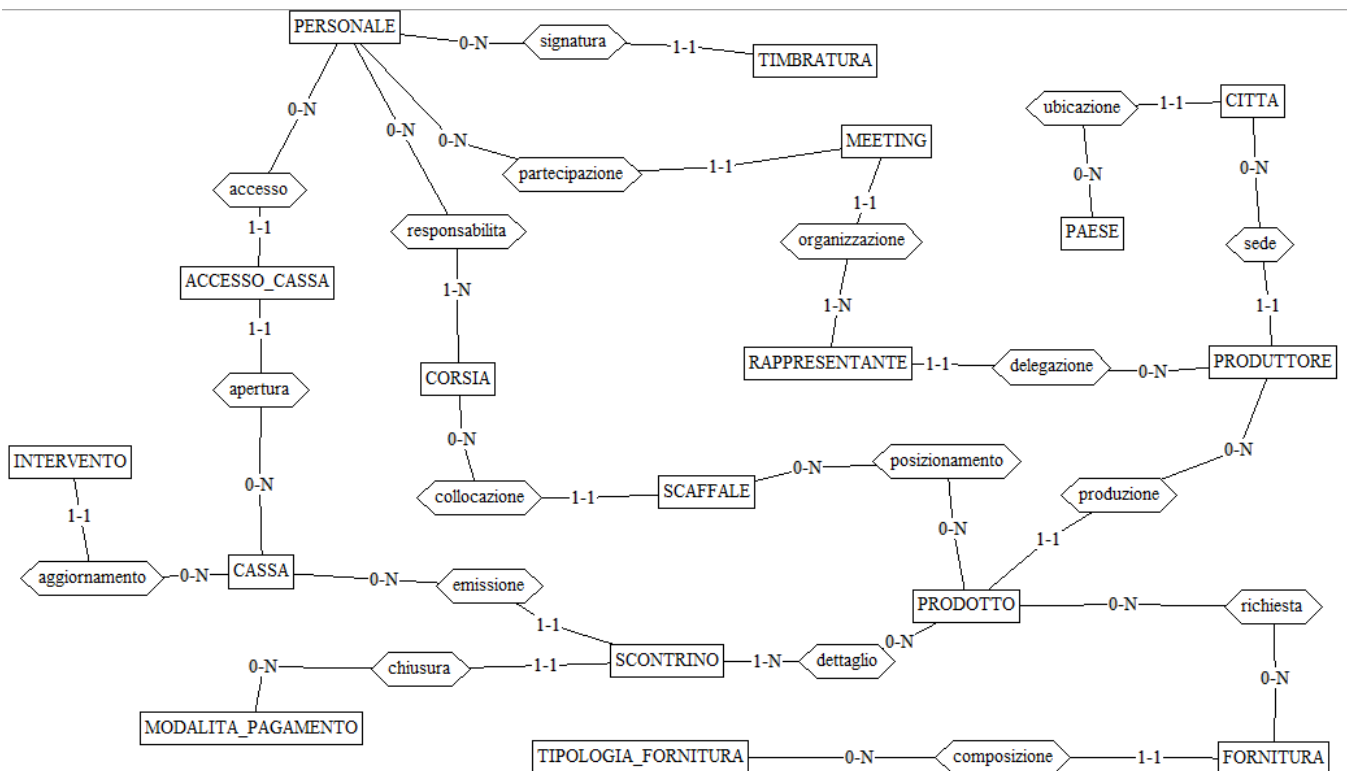 PERSONALE
0-N
signatura
1-1
TIMBRATURA
0-N
0-N
0-N
ubicazione
1-1
CITTA
MEETING
1-1
partecipazione
0-N
0-N
accesso
1-1
1-1
responsabilita
organizzazione
PAESE
sede
ACCESSO_CASSA
1-N
1-N
1-1
1-1
RAPPRESENTANTE
1-1
delegazione
0-N
PRODUTTORE
apertura
CORSIA
0-N
0-N
INTERVENTO
0-N
posizionamento
0-N
collocazione
1-1
SCAFFALE
produzione
1-1
0-N
1-1
aggiornamento
0-N
CASSA
0-N
emissione
PRODOTTO
0-N
richiesta
1-1
0-N
chiusura
1-1
SCONTRINO
1-N
dettaglio
0-N
0-N
MODALITA_PAGAMENTO
TIPOLOGIA_FORNITURA
0-N
composizione
1-1
FORNITURA